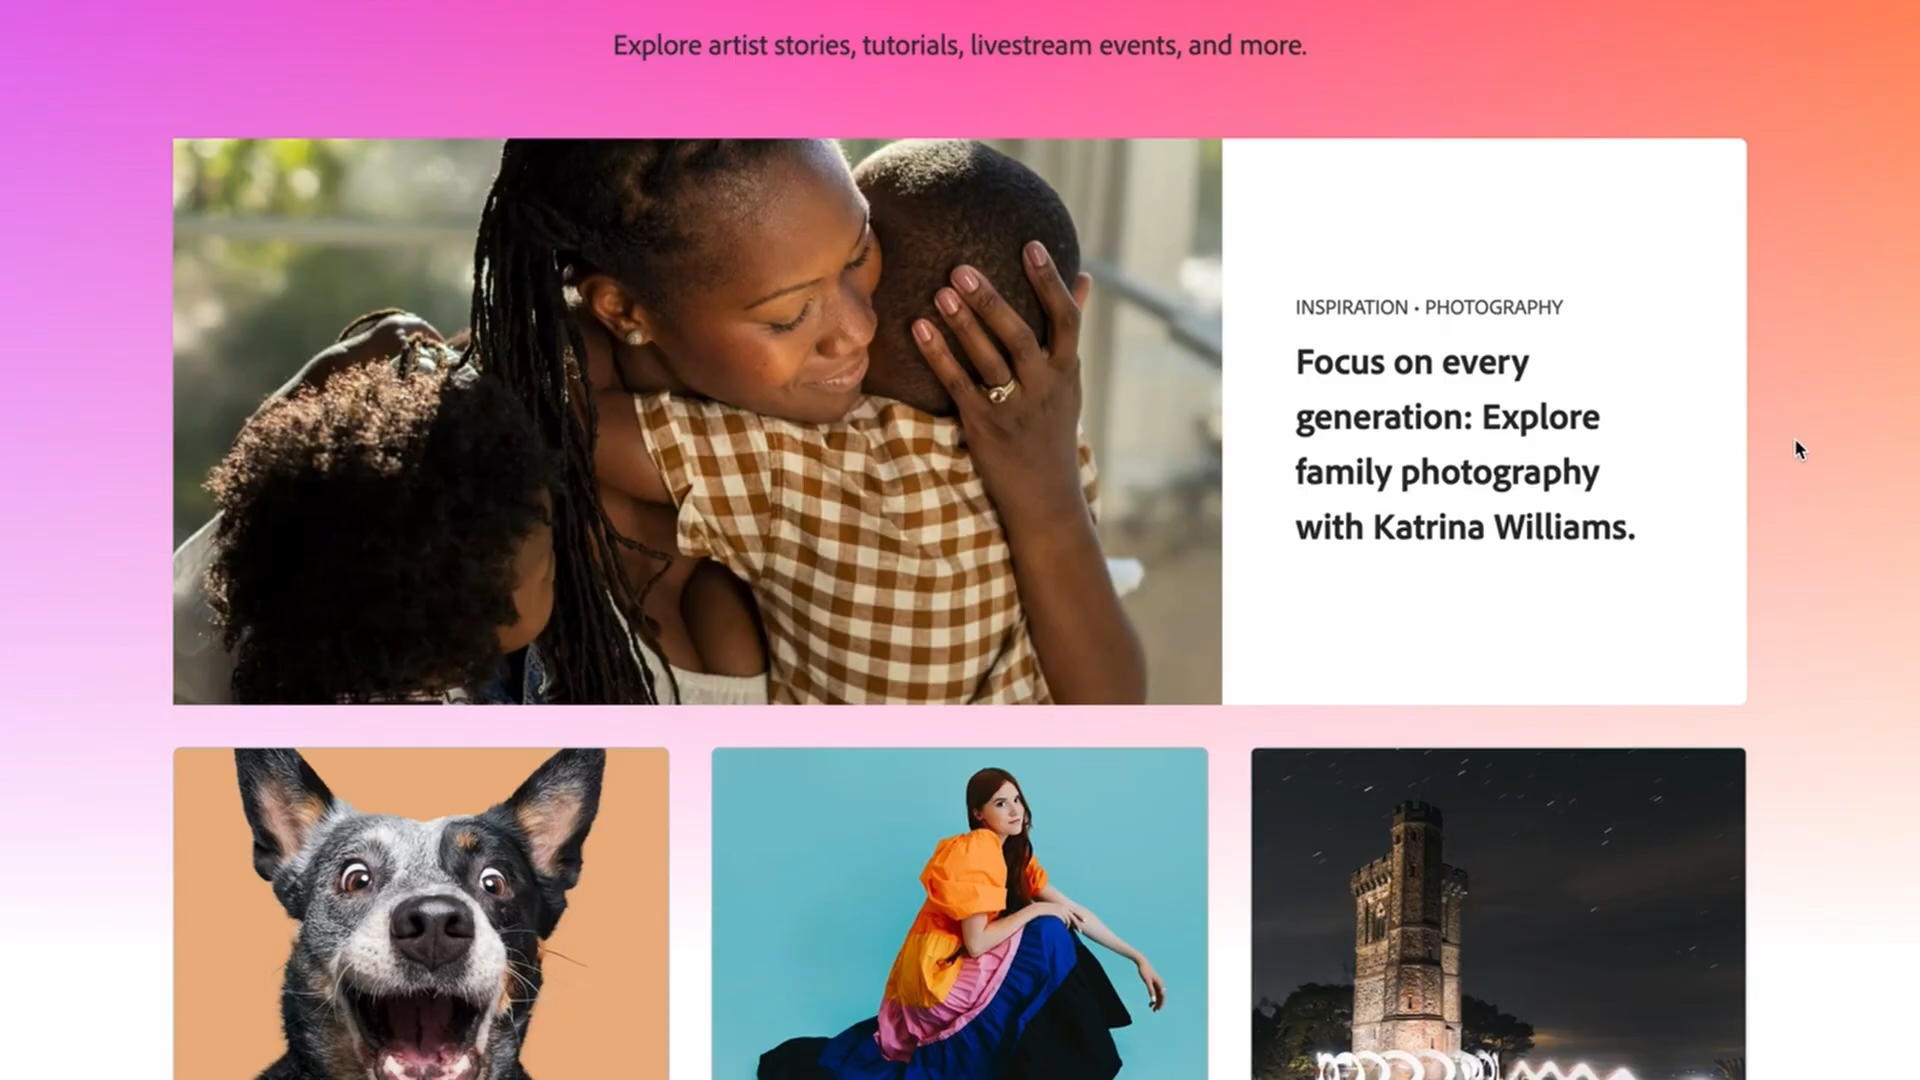 Explore artist stories, tutorials, livestream events, and more.
INSPIRATION • PHOTOGRAPHY
Focus on every
generation: Explore
family photography
with Katrina Williams.